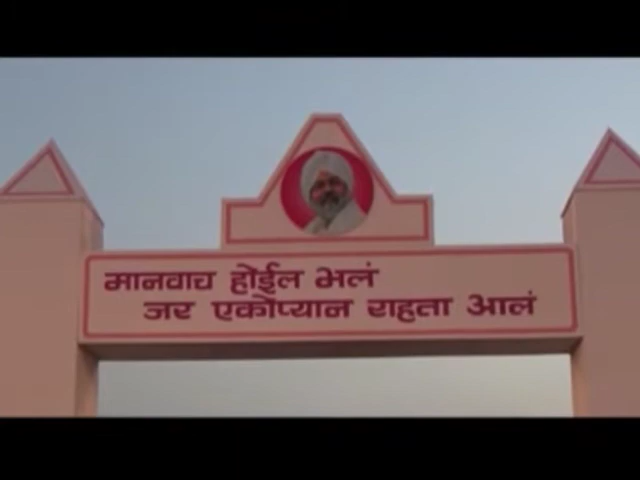 मानवाच होईल भलं
जर एकोप्यान राहता आलं